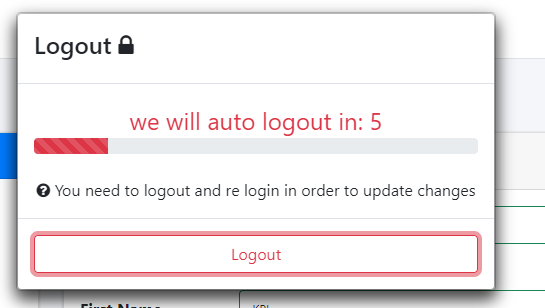 Logout
we will auto logout in: 5
You need to logout and re login in order to update changes
Logout
First Name